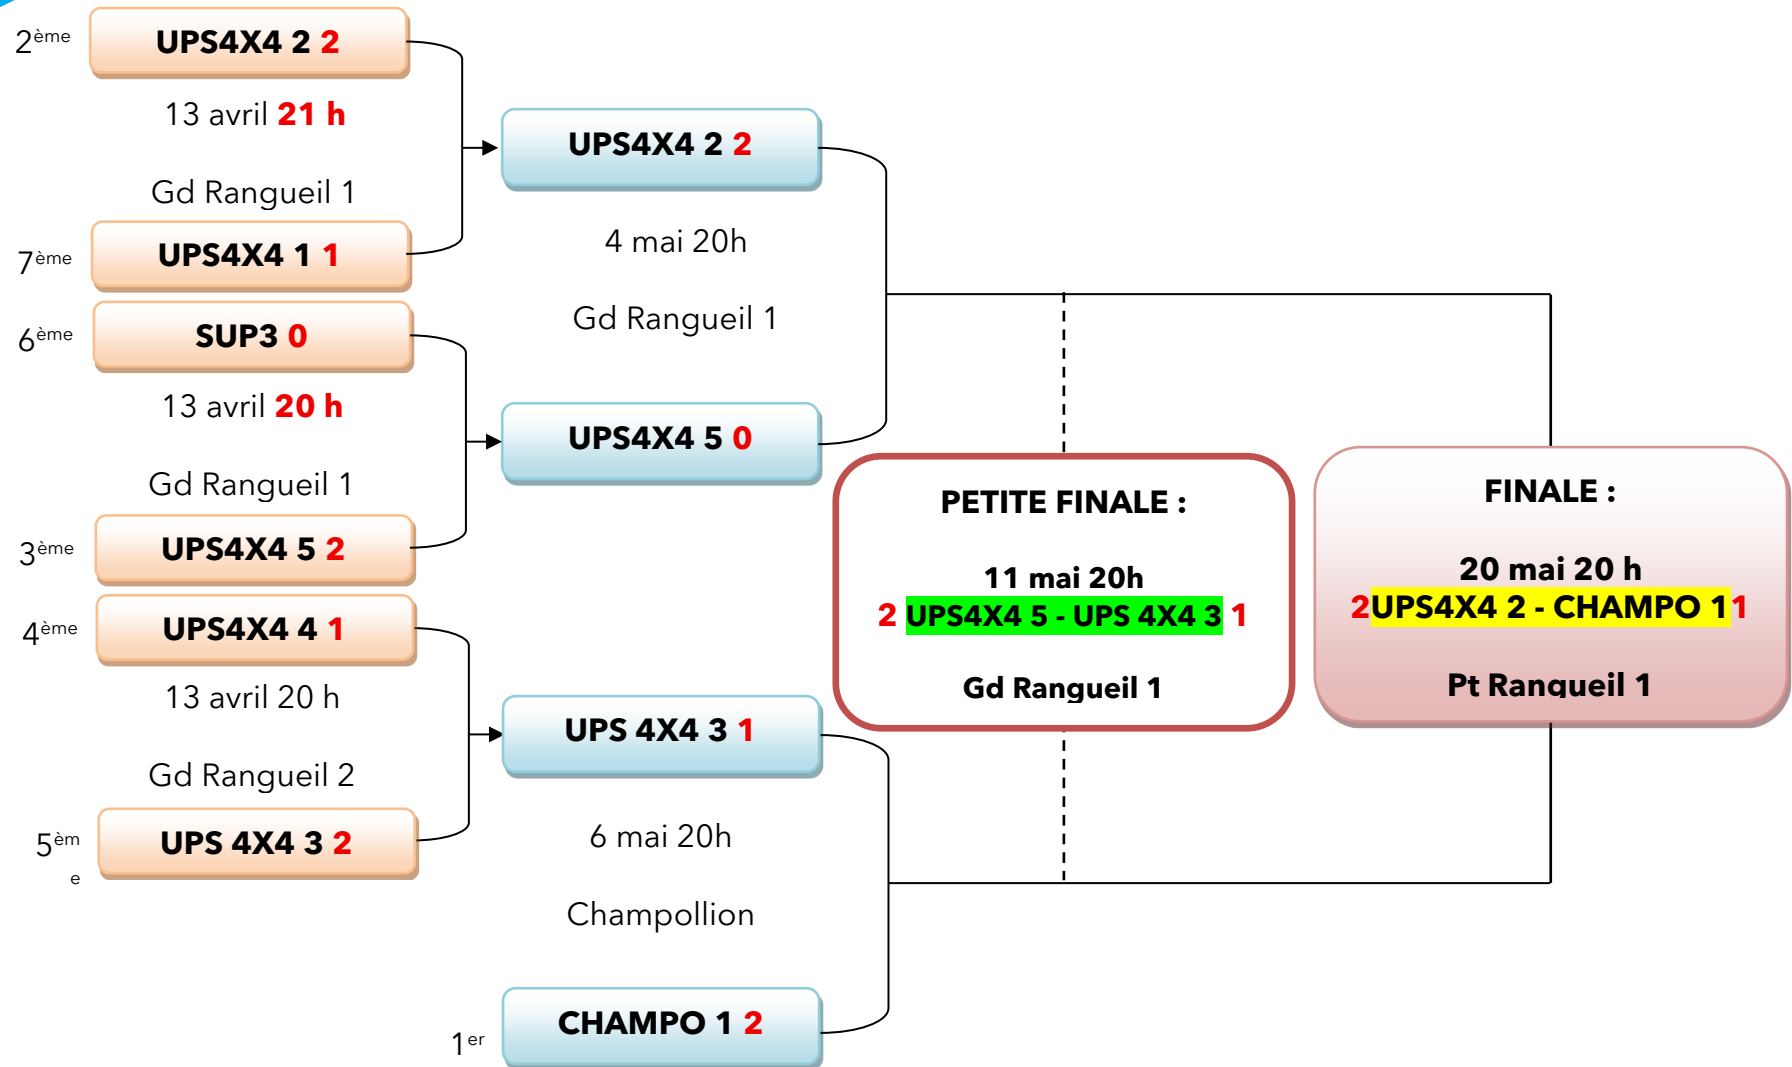 2ème
UPS4X4 2 2
13 avril 21 h
Gd Rangueil 1
7ème
UPS4X4 1 1
6ème
SUP3 0
13 avril 20 h
Gd Rangueil 1
3ème
UPS4X4 5 2
4ème
UPS4X4 4 1
13 avril 20 h
Gd Rangueil 2
5èm
e
UPS 4X4 3 2
UPS4X4 2 2
4 mai 20h
Gd Rangueil 1
UPS4X4 5 0
UPS 4X4 3 1
6 mai 20h
Champollion
1er
CHAMPO 1 2
PETITE FINALE :
11 mai 20h
2 UPS4X4 5 - UPS 4X4 3 1
Gd Rangueil 1
FINALE :
20 mai 20 h
2UPS4X4 2 - CHAMPO 11
Pt Rangueil 1